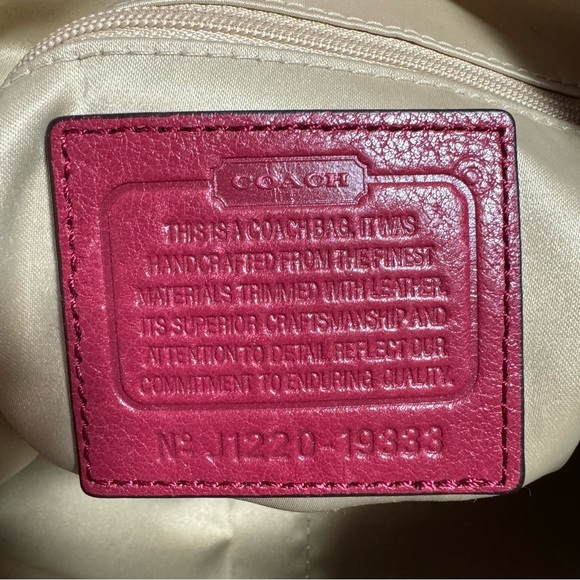 COACH
THIS IS A COACH BAG. IT WAS
HANDCRAFTED FROM THE FINEST
MATERIALS TRIMMED WITH LEATHER.
ITS SUPERIOR CRAFTSMANSHIP AND
ATTENTION TO DETAIL REFLECT OUR
COMMITMENT TO ENDURING QUALITY.
Nº J1220-19333